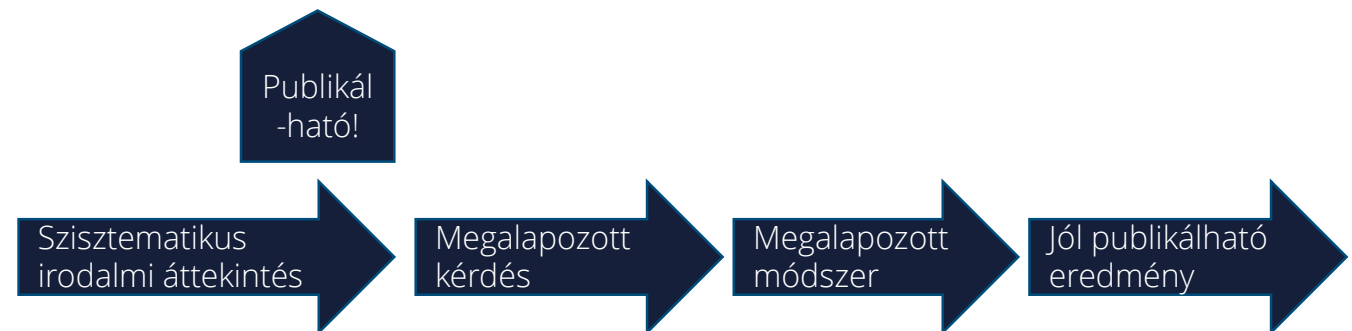 Publikál
-ható!
Szisztematikus
irodalmi áttekintés
Megalapozott
kérdés
Megalapozott
módszer
Jól publikálható
eredmény